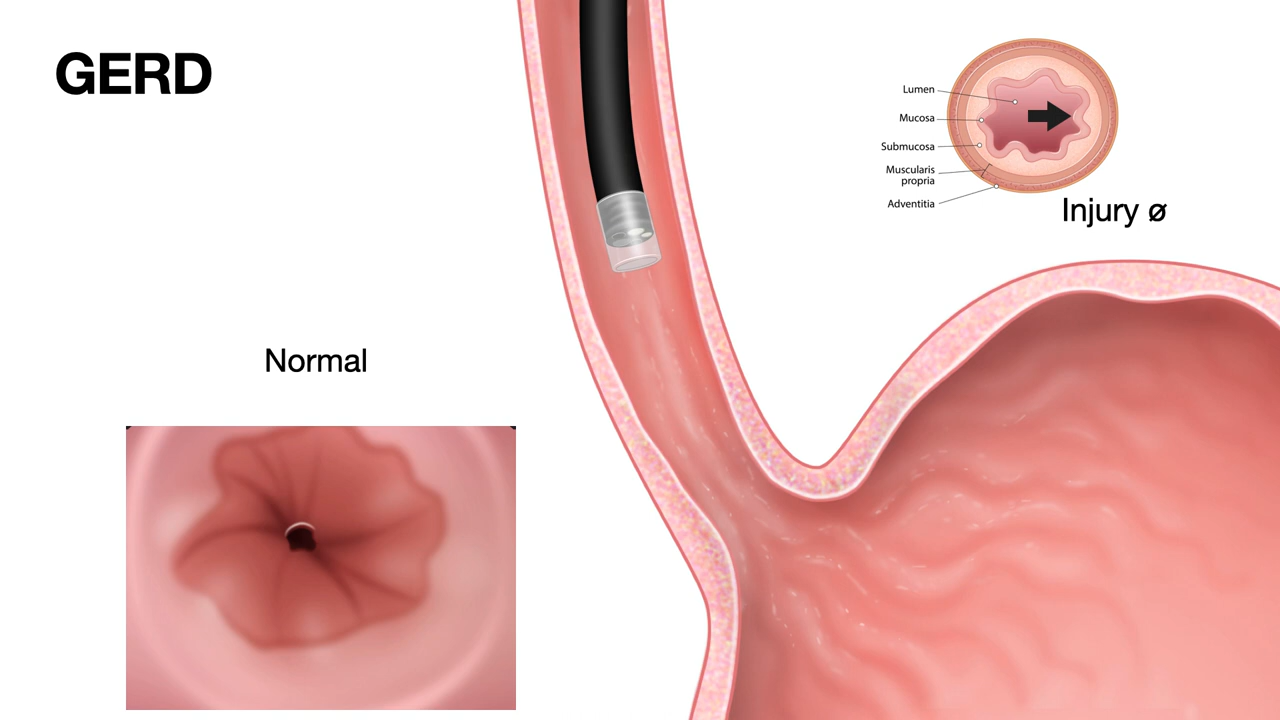 GERD
Lumen
Mucosa
Submucosa
Muscularis
propria
Adventitia
Injury ø
Normal